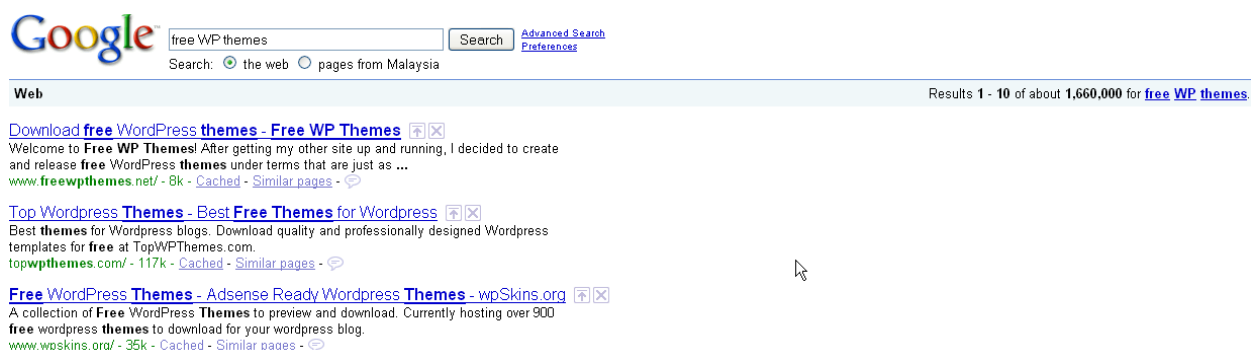 Google free WP themes Search Advanced Search
Preferences
Search: the web pages from Malaysia
Web Results 1 - 10 of about 1,660,000 for free WP themes.
Download free WordPress themes - Free WP Themes
Welcome to Free WP Themes! After getting my other site up and running, I decided to create
and release free WordPress themes under terms that are just as ...
www.freewpthemes.net/ - 8k - Cached - Similar pages -
Top Wordpress Themes - Best Free Themes for Wordpress
Best themes for Wordpress blogs. Download quality and professionally designed Wordpress
templates for free at TopWPThemes.com.
topwpthemes.com/ - 117k - Cached - Similar pages -
Free WordPress Themes - Adsense Ready Wordpress Themes - wpSkins.org
A collection of Free WordPress Themes to preview and download. Currently hosting over 900
free wordpress themes to download for your wordpress blog.
www.wpskins.org/ - 35k - Cached - Similar pages -